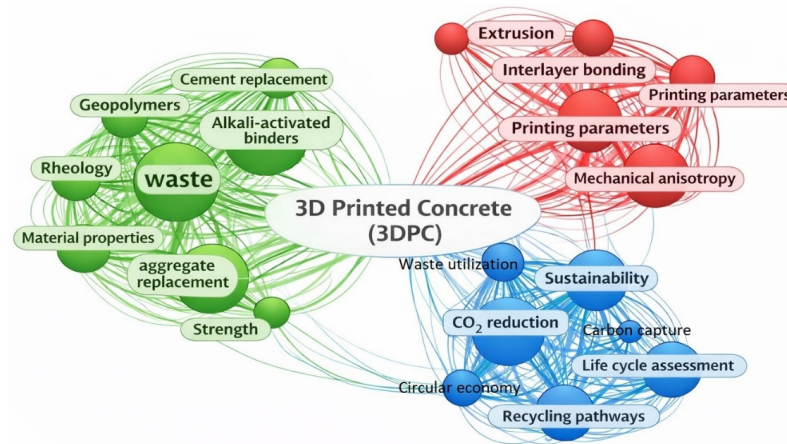 Extrusion
Interlayer bonding
Printing parameters
Printing parameters
Mechanical anisotropy
Cement replacement
Geopolymers
Alkali-activated
binders
Rheology
waste
Material properties
aggregate
replacement
Strength
3D Printed Concrete
(3DPC)
Waste utilization
Sustainability
CO₂ reduction
Carbon capture
Life cycle assessment
Circular economy
Recycling pathways